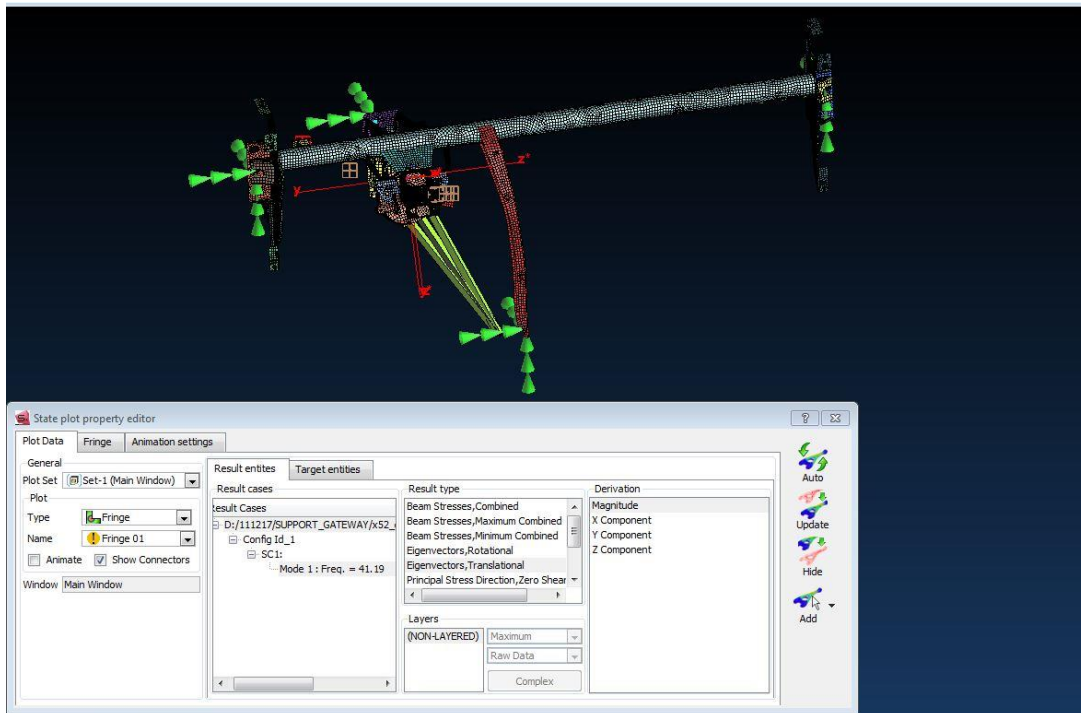 z'
y
State plot property editor
Plot Data
Fringe
Animation settings
General
Plot Set
Set-1 (Main Window)
Plot
Type
Fringe
Name
Fringe 01
Animate
Show Connectors
Window
Main Window
Result entites
Target entities
Result cases
Result Cases
D:/111217/SUPPORT_GATEWAY/x52_
Config Id_1
SC1:
Mode 1 : Freq. = 41.19
Result type
Beam Stresses,Combined
Beam Stresses,Maximum Combined
Beam Stresses,Minimum Combined
Eigenvectors,Rotational
Eigenvectors,Translational
Principal Stress Direction,Zero Shear
Layers
(NON-LAYERED)
Maximum
Raw Data
Complex
Derivation
Magnitude
X Component
Y Component
Z Component
Auto
Update
Hide
Add